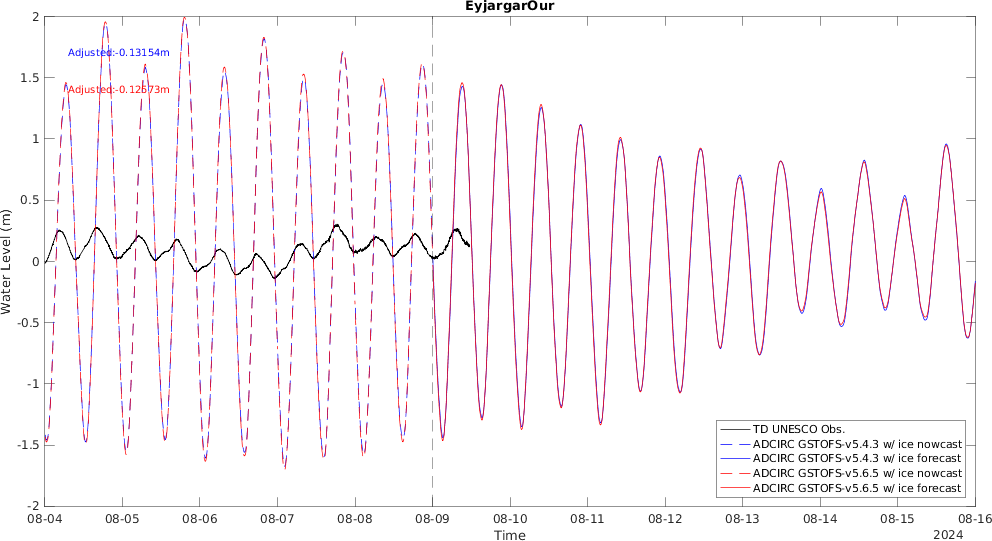 EyjargarOur
Adjusted:-0.13154m
Adjusted:-0.12673m
Water Level (m)
2
1.5
1
0.5
0
-0.5
-1
-1.5
-2
TD UNESCO Obs.
ADCIRC GSTOFS-v5.4.3 w/ ice nowcast
ADCIRC GSTOFS-v5.4.3 w/ ice forecast
ADCIRC GSTOFS-v5.6.5 w/ ice nowcast
ADCIRC GSTOFS-v5.6.5 w/ ice forecast
08-04 08-05 08-06 08-07 08-08 08-09 08-10 08-11 08-12 08-13 08-14 08-15 08-16
Time
2024